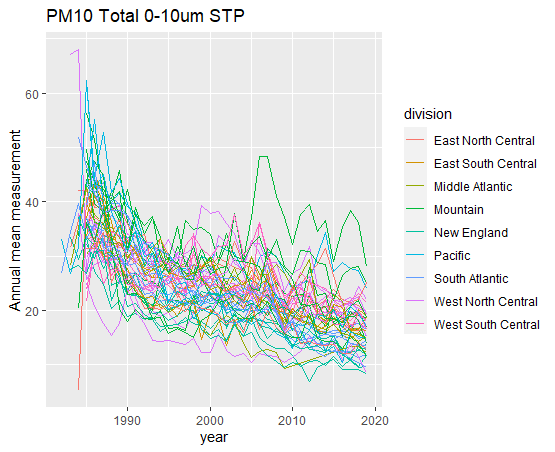 PM10 Total 0-10um STP
Annual mean measurement
60
40
20
1990
2000
2010
2020
year
division
East North Central
East South Central
Middle Atlantic
Mountain
New England
Pacific
South Atlantic
West North Central
West South Central